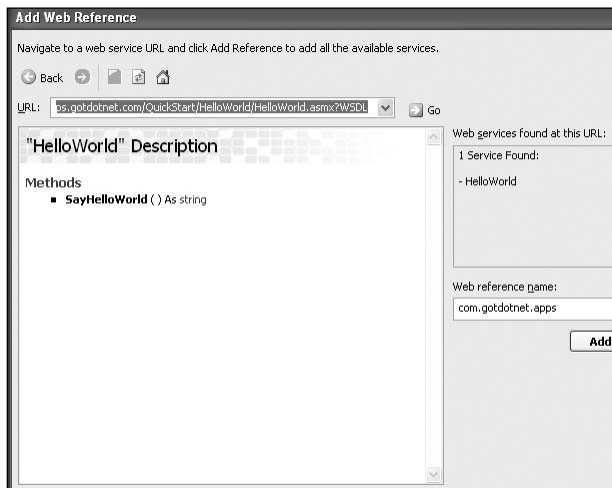 Add Web Reference
Navigate to a web service URL and click Add Reference to add all the available services.
Back
URL: ps.gotdotnet.com/QuickStart/HelloWorld/HelloWorld.asmx?WSDL Go
"HelloWorld" Description
Methods
SayHelloWorld ( ) As string
Web services found at this URL:
1 Service Found:
- HelloWorld
Web reference name:
com.gotdotnet.apps
Add